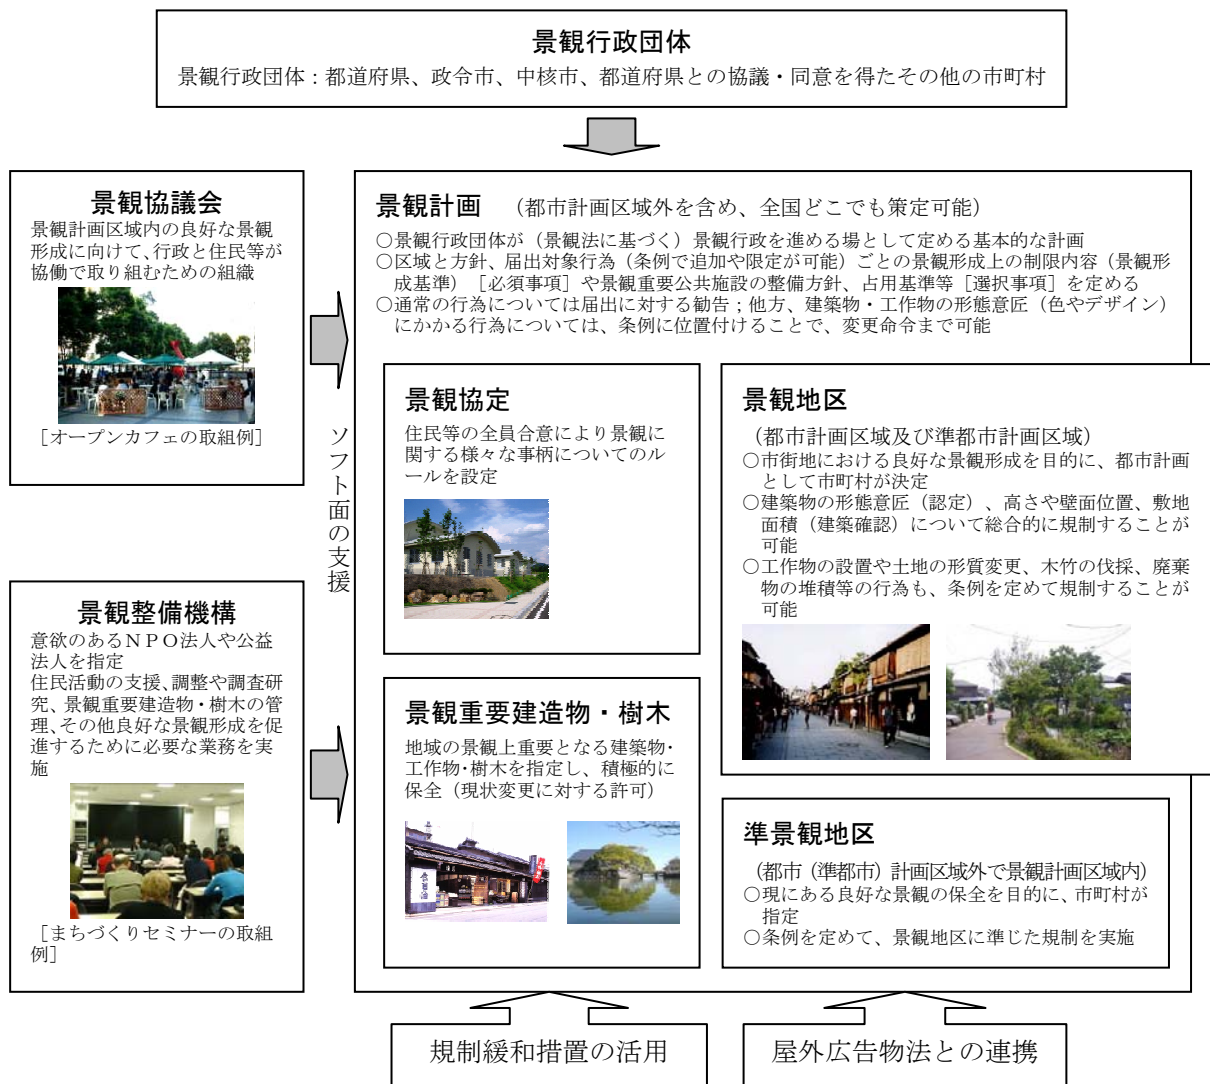 景観行政団体
景観行政団体：都道府県、政令市、中核市、都道府県との協議・同意を得たその他の市町村
景観協議会
景観計画区域内の良好な景観
形成に向けて、行政と住民等が
協働で取り組むための組織
［オープンカフェの取組例］
景観整備機構
意欲のあるＮＰＯ法人や公益
法人を指定
住民活動の支援、調整や調査研
究、景観重要建造物・樹木の管
理、その他良好な景観形成を促
進するために必要な業務を実
施
［まちづくりセミナーの取組
例］
ソフト面の支援
景観計画　（都市計画区域外を含め、全国どこでも策定可能）
○景観行政団体が（景観法に基づく）景観行政を進める場として定める基本的な計画
○区域と方針、届出対象行為（条例で追加や限定が可能）ごとの景観形成上の制限内容（景観形
成基準）［必須事項］や景観重要公共施設の整備方針、占用基準等［選択事項］を定める
○通常の行為については届出に対する勧告；他方、建築物・工作物の形態意匠（色やデザイン）
にかかる行為については、条例に位置付けることで、変更命令まで可能
景観協定
住民等の全員合意により景観に
関する様々な事柄についてのル
ールを設定
景観重要建造物・樹木
地域の景観上重要となる建築物・
工作物・樹木を指定し、積極的に
保全（現状変更に対する許可）
景観地区
（都市計画区域及び準都市計画区域）
○市街地における良好な景観形成を目的に、都市計画
として市町村が決定
○建築物の形態意匠（認定）、高さや壁面位置、敷地
面積（建築確認）について総合的に規制することが
可能
○工作物の設置や土地の形質変更、木竹の伐採、廃棄
物の堆積等の行為も、条例を定めて規制することが
可能
準景観地区
（都市（準都市）計画区域外で景観計画区域内）
○現にある良好な景観の保全を目的に、市町村が
指定
○条例を定めて、景観地区に準じた規制を実施
規制緩和措置の活用
屋外広告物法との連携